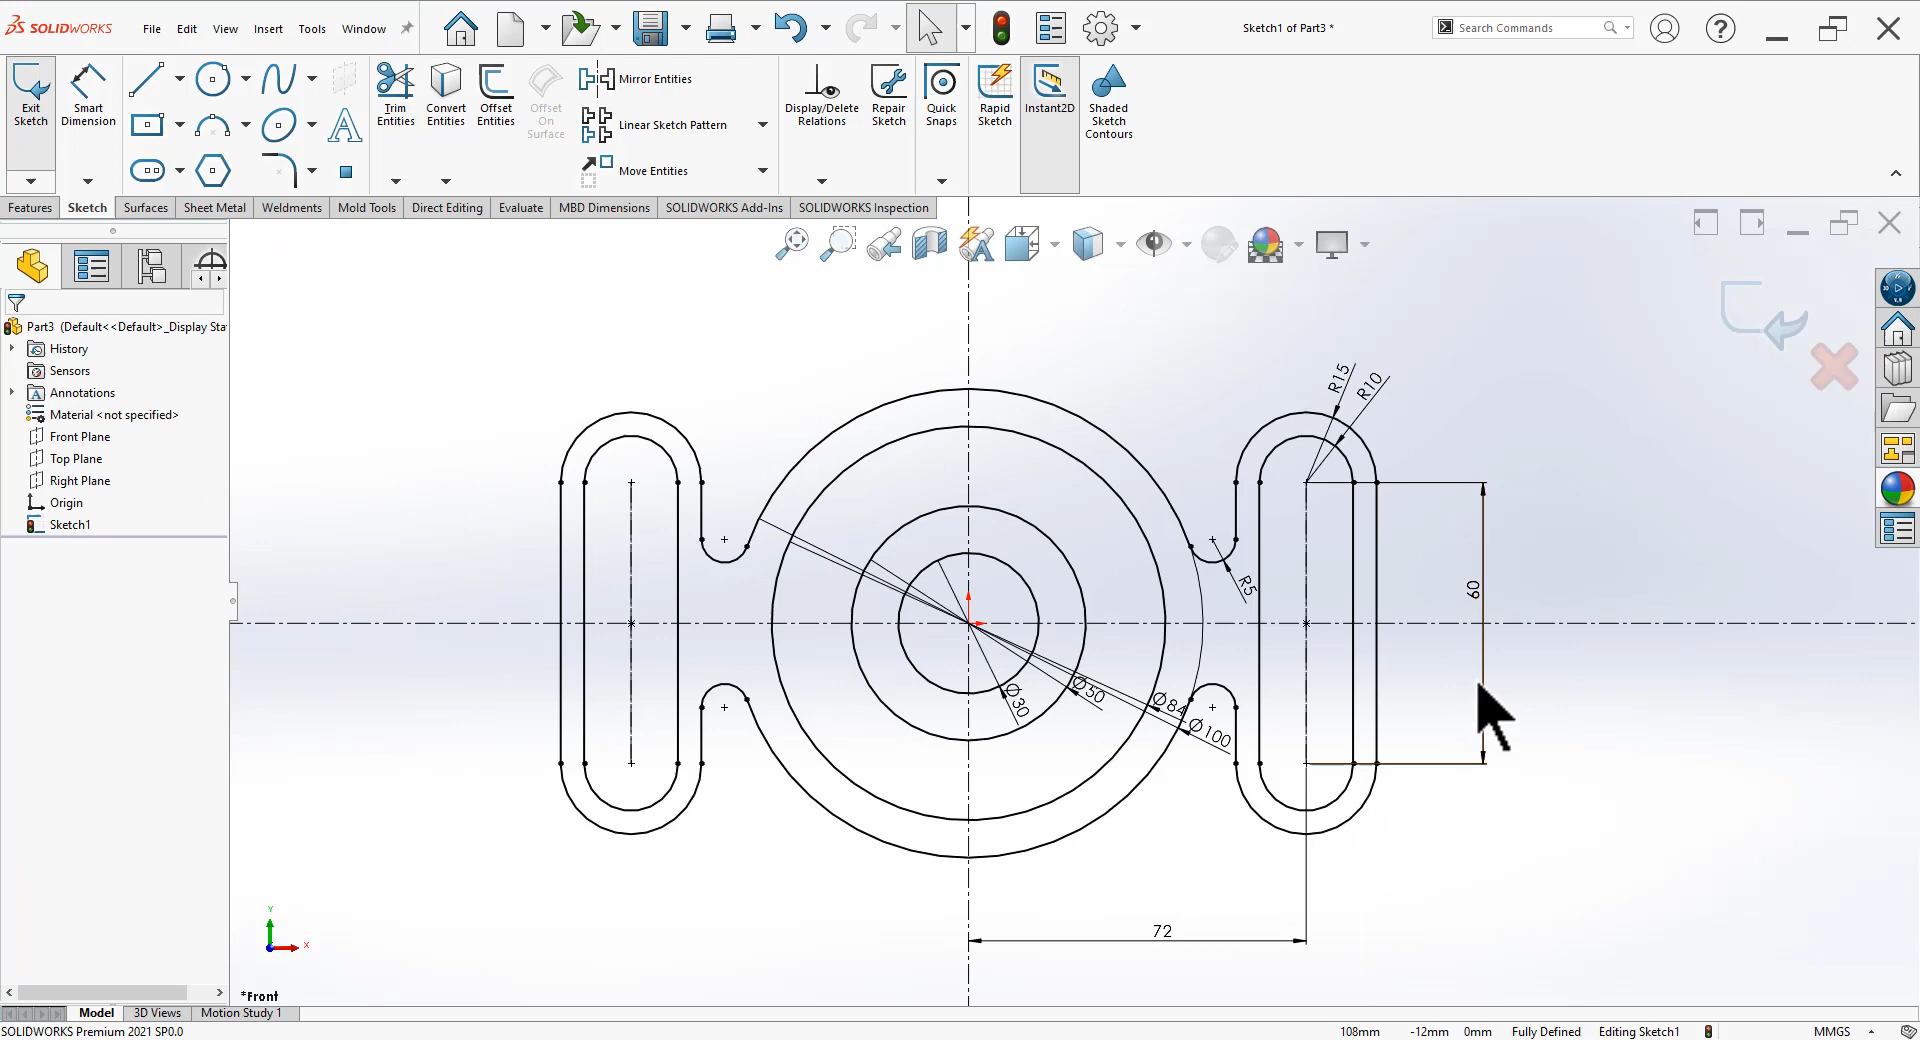 SOLIDWORKS
File Edit View Insert Tools Window
Sketch1 of Part3 *
Search Commands
Exit Sketch
Smart Dimension
Trim Entities
Convert Entities
Offset Entities
Offset On Surface
Mirror Entities
Linear Sketch Pattern
Move Entities
Display/Delete Relations
Repair Sketch
Quick Snaps
Rapid Sketch
Instant2D
Shaded Sketch Contours
Features Sketch Surfaces Sheet Metal Weldments Mold Tools Direct Editing Evaluate MBD Dimensions SOLIDWORKS Add-Ins SOLIDWORKS Inspection
Part3 (Default<<Default>_Display Sta
History
Sensors
Annotations
Material <not specified>
Front Plane
Top Plane
Right Plane
Origin
Sketch1
R15
R10
R5
60
Ø30
Ø50
Ø84
Ø100
72
Y
X
*Front
Model 3D Views Motion Study 1
SOLIDWORKS Premium 2021 SP0.0
108mm -12mm 0mm Fully Defined Editing Sketch1 MMGS